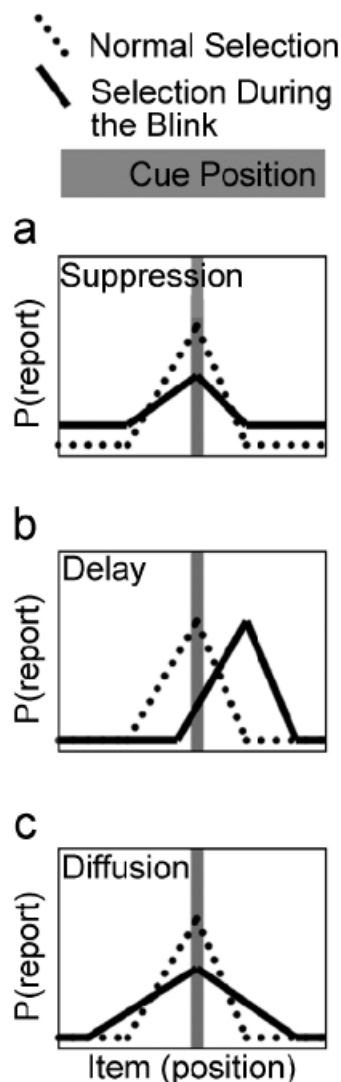 Normal Selection
Selection During
the Blink
Cue Position
a
Suppression
P(report)
b
Delay
P(report)
c
Diffusion
P(report)
Item (position)